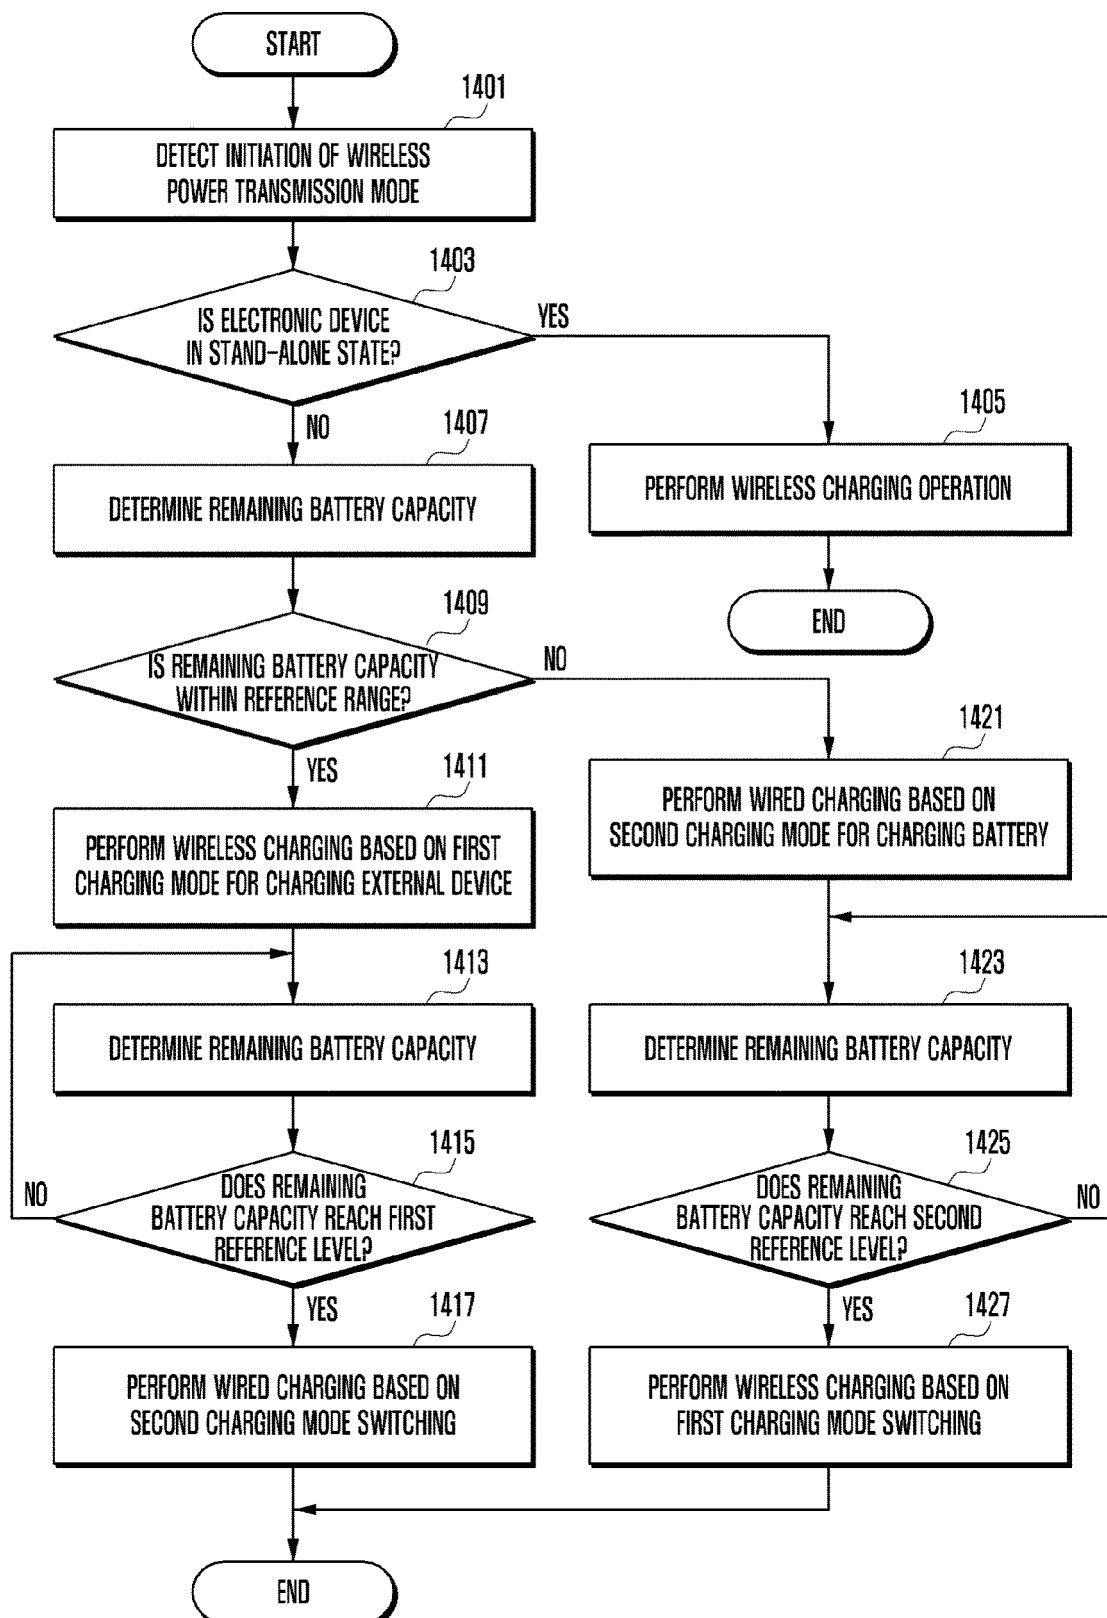 START
1401
DETECT INITIATION OF WIRELESS
POWER TRANSMISSION MODE
1403
IS ELECTRONIC DEVICE
IN STAND-ALONE STATE?
YES
NO
1405
PERFORM WIRELESS CHARGING OPERATION
END
1407
DETERMINE REMAINING BATTERY CAPACITY
1409
IS REMAINING BATTERY CAPACITY
WITHIN REFERENCE RANGE?
NO
YES
1411
PERFORM WIRELESS CHARGING BASED ON FIRST
CHARGING MODE FOR CHARGING EXTERNAL DEVICE
1413
DETERMINE REMAINING BATTERY CAPACITY
1415
DOES REMAINING
BATTERY CAPACITY REACH FIRST
REFERENCE LEVEL?
NO
YES
1417
PERFORM WIRED CHARGING BASED ON
SECOND CHARGING MODE SWITCHING
1421
PERFORM WIRED CHARGING BASED ON
SECOND CHARGING MODE FOR CHARGING BATTERY
1423
DETERMINE REMAINING BATTERY CAPACITY
1425
DOES REMAINING
BATTERY CAPACITY REACH SECOND
REFERENCE LEVEL?
NO
YES
1427
PERFORM WIRELESS CHARGING BASED ON
FIRST CHARGING MODE SWITCHING
END